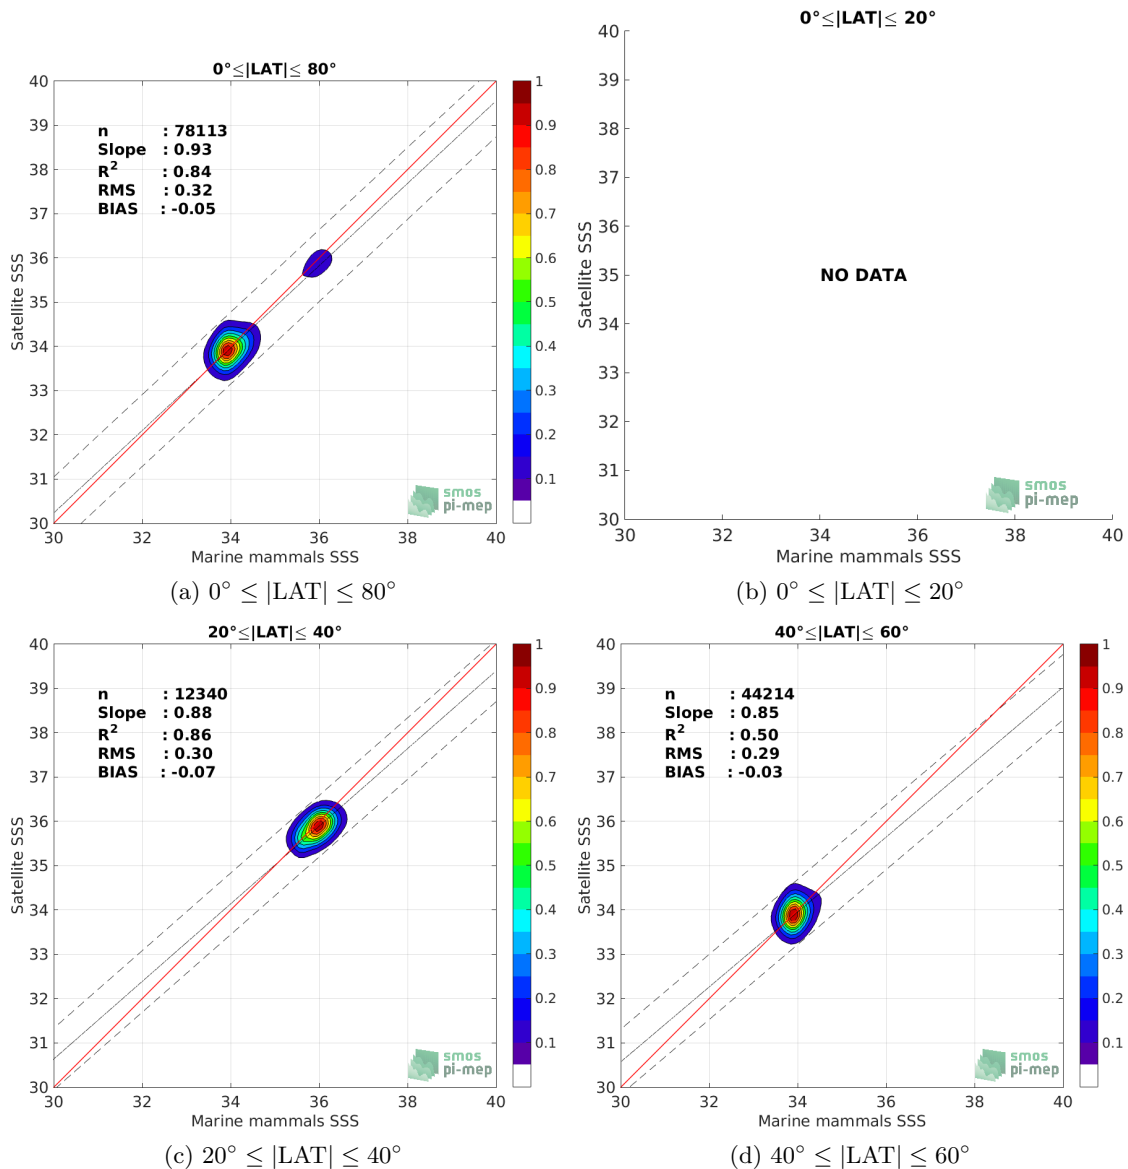 0°≤|LAT|≤ 80°
n : 78113
Slope : 0.93
R² : 0.84
RMS : 0.32
BIAS : -0.05
40
39
38
37
36
35
34
33
32
31
30
30 32 34 36 38 40
Satellite SSS
Marine mammals SSS
1
0.9
0.8
0.7
0.6
0.5
0.4
0.3
0.2
0.1
smos
pi-mep
(a) 0° ≤ |LAT| ≤ 80°
0°≤|LAT|≤ 20°
40
39
38
37
36
35
34
33
32
31
30
30 32 34 36 38 40
Satellite SSS
NO DATA
Marine mammals SSS
smos
pi-mep
(b) 0° ≤ |LAT| ≤ 20°
20°≤|LAT|≤ 40°
n : 12340
Slope : 0.88
R² : 0.86
RMS : 0.30
BIAS : -0.07
40
39
38
37
36
35
34
33
32
31
30
30 32 34 36 38 40
Satellite SSS
Marine mammals SSS
1
0.9
0.8
0.7
0.6
0.5
0.4
0.3
0.2
0.1
smos
pi-mep
(c) 20° ≤ |LAT| ≤ 40°
40°≤|LAT|≤ 60°
n : 44214
Slope : 0.85
R² : 0.50
RMS : 0.29
BIAS : -0.03
40
39
38
37
36
35
34
33
32
31
30
30 32 34 36 38 40
Satellite SSS
Marine mammals SSS
1
0.9
0.8
0.7
0.6
0.5
0.4
0.3
0.2
0.1
smos
pi-mep
(d) 40° ≤ |LAT| ≤ 60°